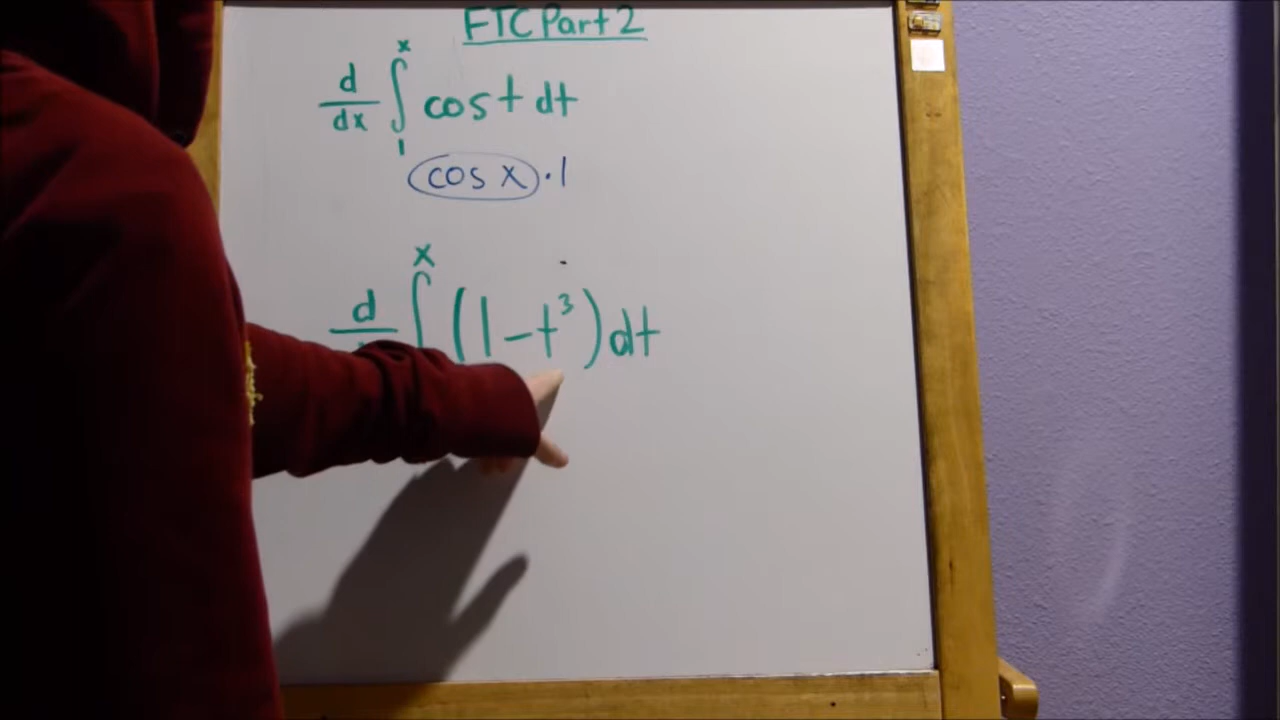 FTC Part 2
d/dx ∫₁ˣ cos t dt
cos x · 1
d ∫ˣ (1 - t³) dt